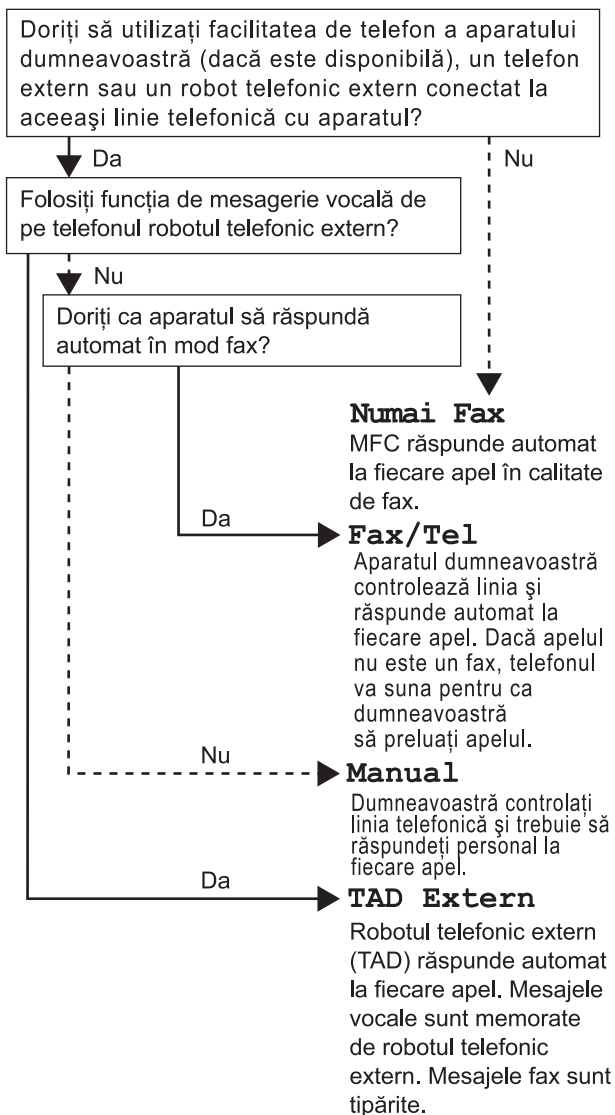 Doriți să utilizați facilitatea de telefon a aparatului
dumneavoastră (dacă este disponibilă), un telefon
extern sau un robot telefonic extern conectat la
aceeaşi linie telefonică cu aparatul?
Da
Nu
Folosiți funcția de mesagerie vocală de
pe telefonul robotul telefonic extern?
Nu
Doriți ca aparatul să răspundă
automat în mod fax?
Numai Fax
MFC răspunde automat
la fiecare apel în calitate
de fax.
Da
Fax/Tel
Aparatul dumneavoastră
controlează linia şi
răspunde automat la
fiecare apel. Dacă apelul
nu este un fax, telefonul
va suna pentru ca
dumneavoastră
să preluați apelul.
Nu
Manual
Dumneavoastră controlați
linia telefonică şi trebuie să
răspundeți personal la
fiecare apel.
Da
TAD Extern
Robotul telefonic extern
(TAD) răspunde automat
la fiecare apel. Mesajele
vocale sunt memorate
de robotul telefonic
extern. Mesajele fax sunt
tipărite.